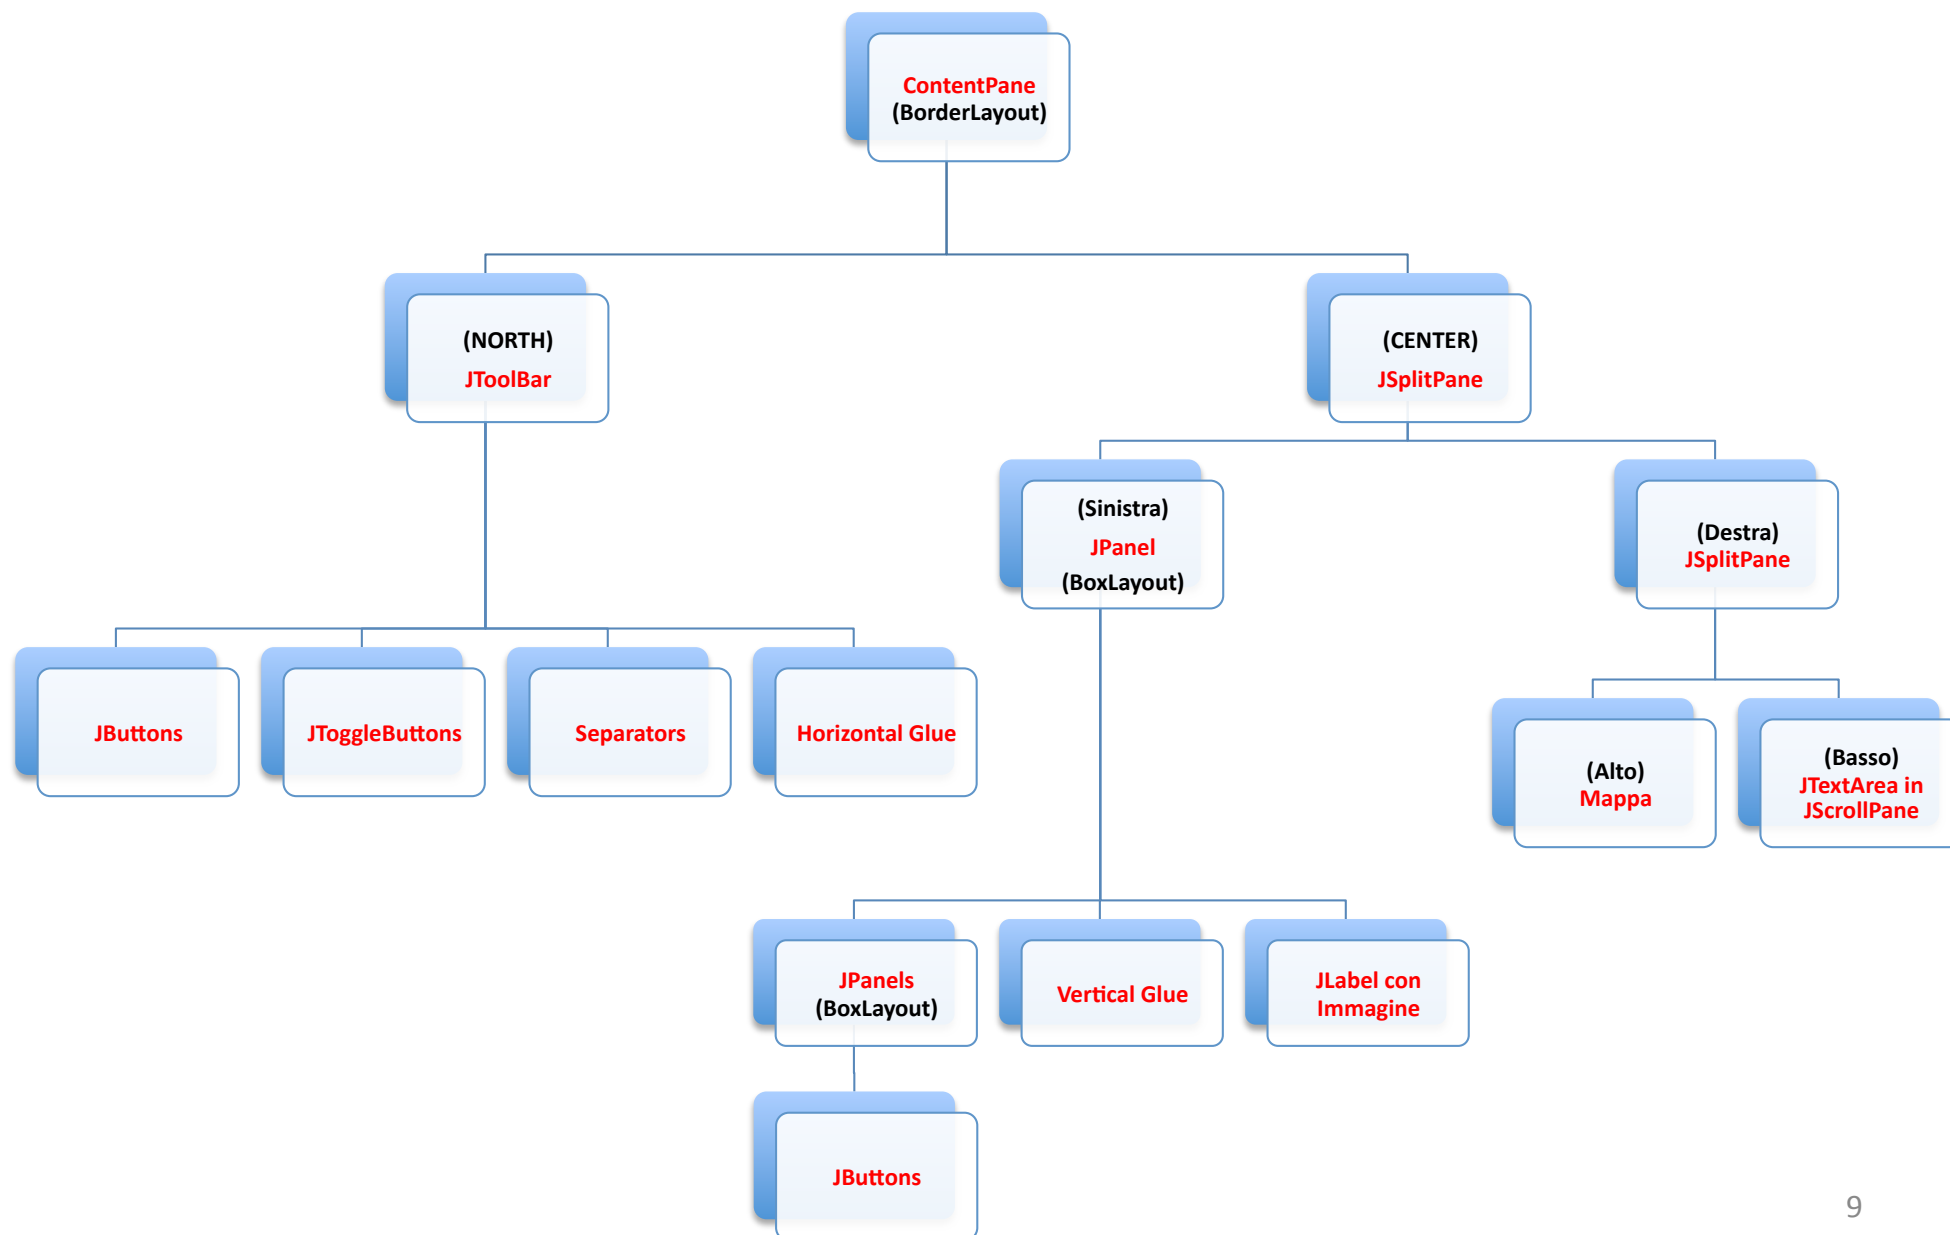 ContentPane
(BorderLayout)
(NORTH)
JToolBar
(CENTER)
JSplitPane
(Sinistra)
JPanel
(BoxLayout)
(Destra)
JSplitPane
JButtons
JToggleButtons
Separators
Horizontal Glue
(Alto)
Mappa
(Basso)
JTextArea in
JScrollPane
JPanels
(BoxLayout)
Vertical Glue
JLabel con
Immagine
JButtons
9